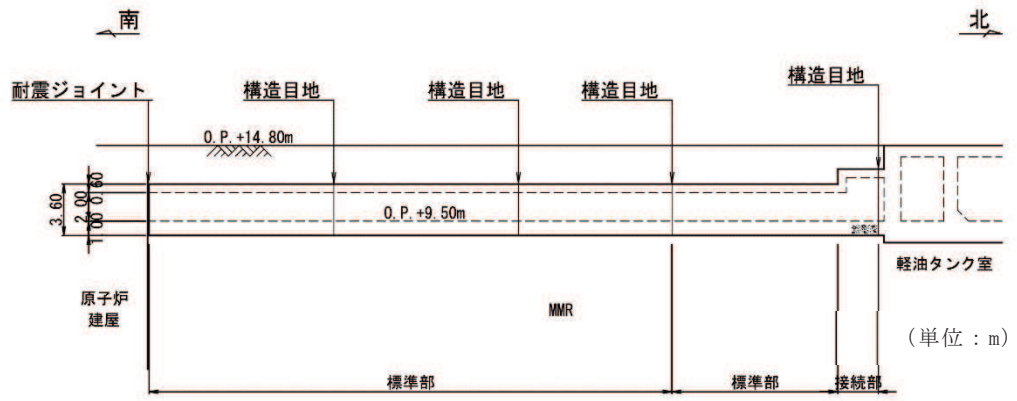 南
北
耐震ジョイント
構造目地
構造目地
構造目地
構造目地
O.P.+14.80m
0.60
2.00
1.00
3.60
O.P.+9.50m
軽油タンク室
原子炉
建屋
MMR
（単位：m）
標準部
標準部
接続部